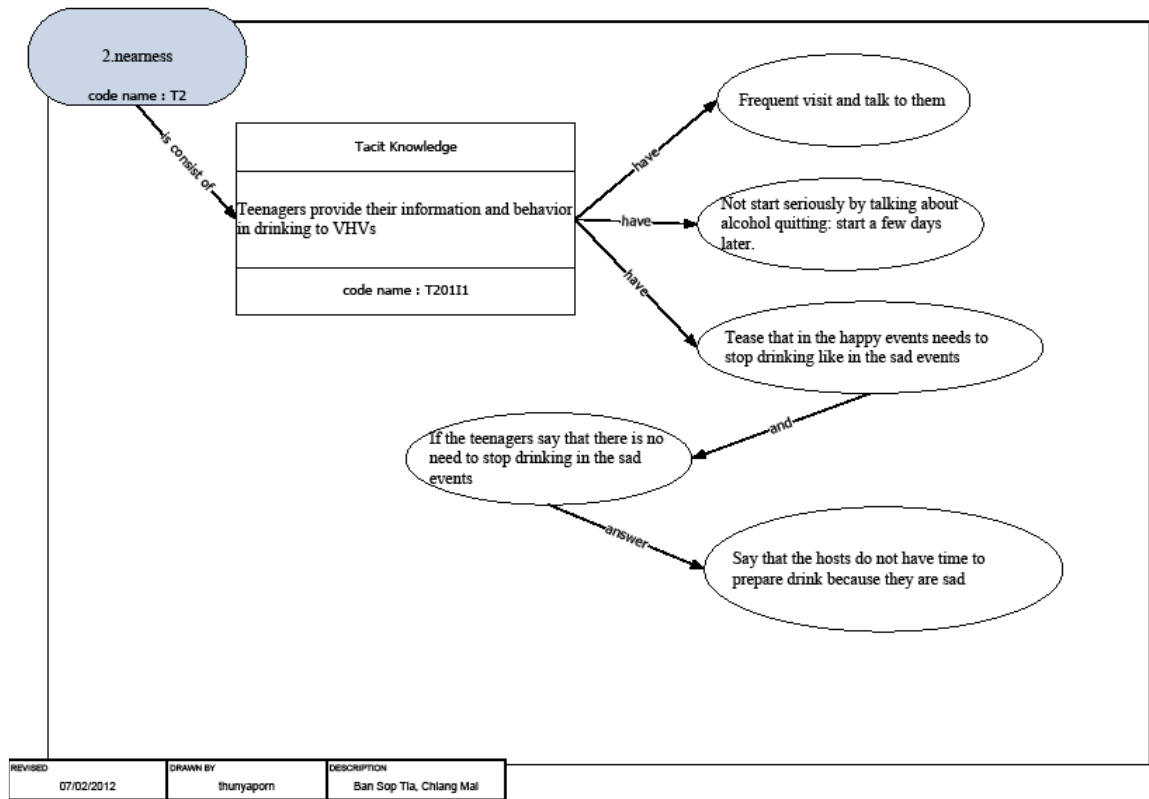 2.nearness
code name : T2
is consist of
Tacit Knowledge
Teenagers provide their information and behavior
in drinking to VHVs
code name : T201I1
have
Frequent visit and talk to them
have
Not start seriously by talking about
alcohol quitting: start a few days
later.
have
Tease that in the happy events needs to
stop drinking like in the sad events
and
If the teenagers say that there is no
need to stop drinking in the sad
events
answer
Say that the hosts do not have time to
prepare drink because they are sad
REVISED
07/02/2012
DRAWN BY
thunyaporn
DESCRIPTION
Ban Sop Tia, Chiang Mai